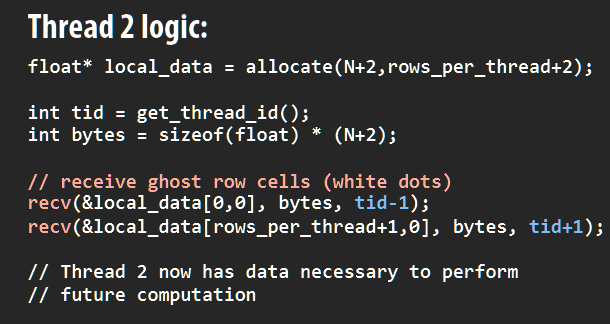 Thread 2 logic:
float* local_data = allocate(N+2,rows_per_thread+2);
int tid = get_thread_id();
int bytes = sizeof(float) * (N+2);
// receive ghost row cells (white dots)
recv(&local_data[0,0], bytes, tid-1);
recv(&local_data[rows_per_thread+1,0], bytes, tid+1);
// Thread 2 now has data necessary to perform
// future computation